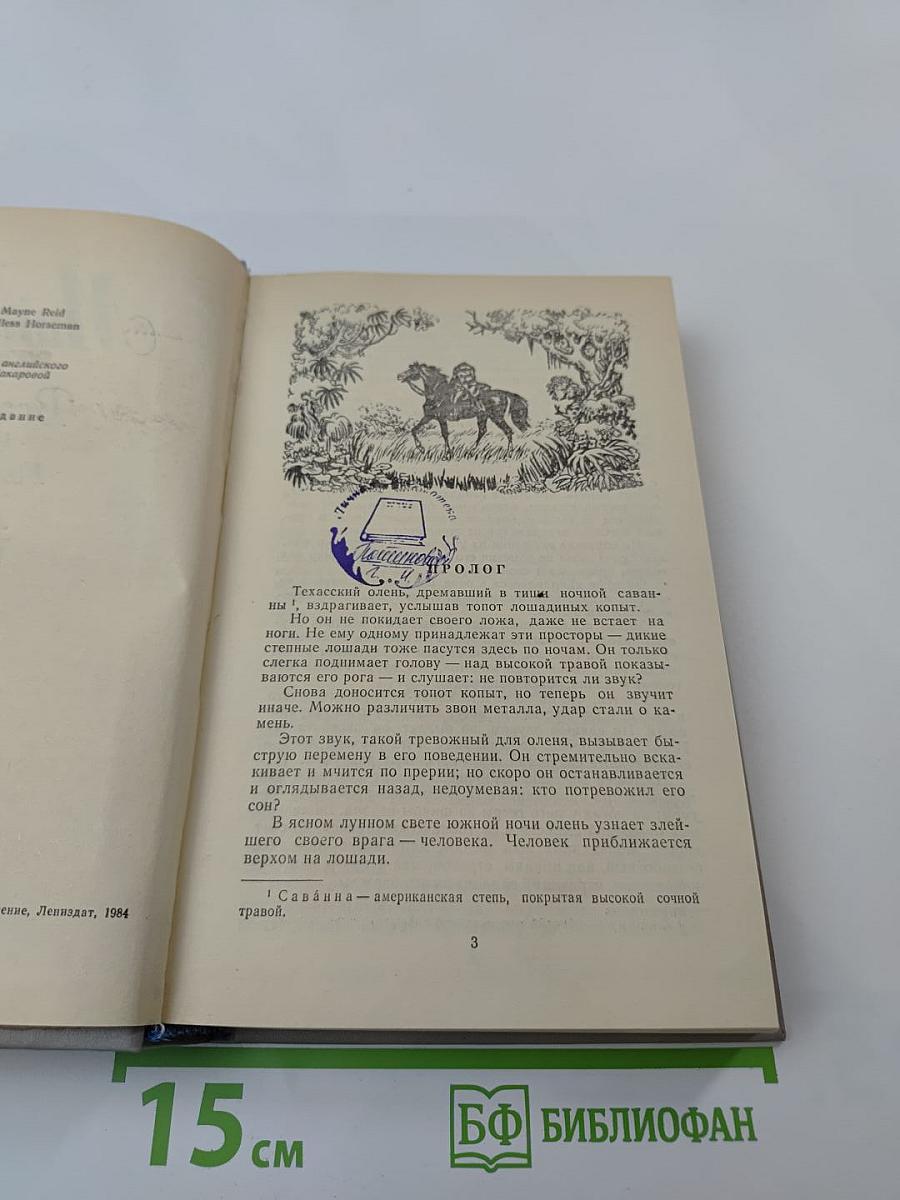 Mayne Reid
less Horseman
английского
акаровой
дание
ение, Лениздат, 1984
Личная библиотека
ПРОЛОГ
Техасский олень, дремавший в тиши ночной саван-
ны ¹, вздрагивает, услышав топот лошадиных копыт.
Но он не покидает своего ложа, даже не встает на
ноги. Не ему одному принадлежат эти просторы — дикие
степные лошади тоже пасутся здесь по ночам. Он только
слегка поднимает голову — над высокой травой показы-
ваются его рога — и слушает: не повторится ли звук?
Снова доносится топот копыт, но теперь он звучит
иначе. Можно различить звон металла, удар стали о ка-
мень.
Этот звук, такой тревожный для оленя, вызывает бы-
струю перемену в его поведении. Он стремительно вска-
кивает и мчится по прерии; но скоро он останавливается
и оглядывается назад, недоумевая: кто потревожил его
сон?
В ясном лунном свете южной ночи олень узнает злей-
шего своего врага — человека. Человек приближается
верхом на лошади.
¹ Сава́нна — американская степь, покрытая высокой сочной
травой.
3
15 см
БФ БИБЛИОФАН